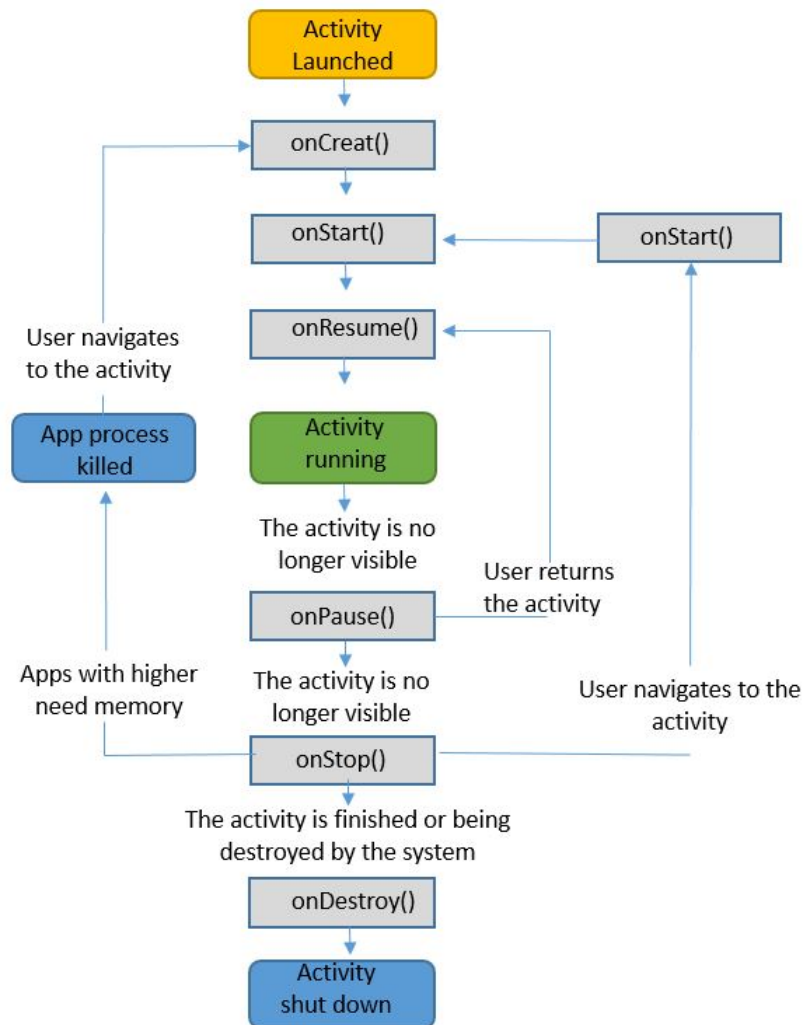 Activity
Launched
onCreat()
onStart()
onStart()
onResume()
User navigates
to the activity
App process
killed
Activity
running
The activity is no
longer visible
User returns
the activity
onPause()
Apps with higher
need memory
The activity is no
longer visible
User navigates to the
activity
onStop()
The activity is finished or being
destroyed by the system
onDestroy()
Activity
shut down